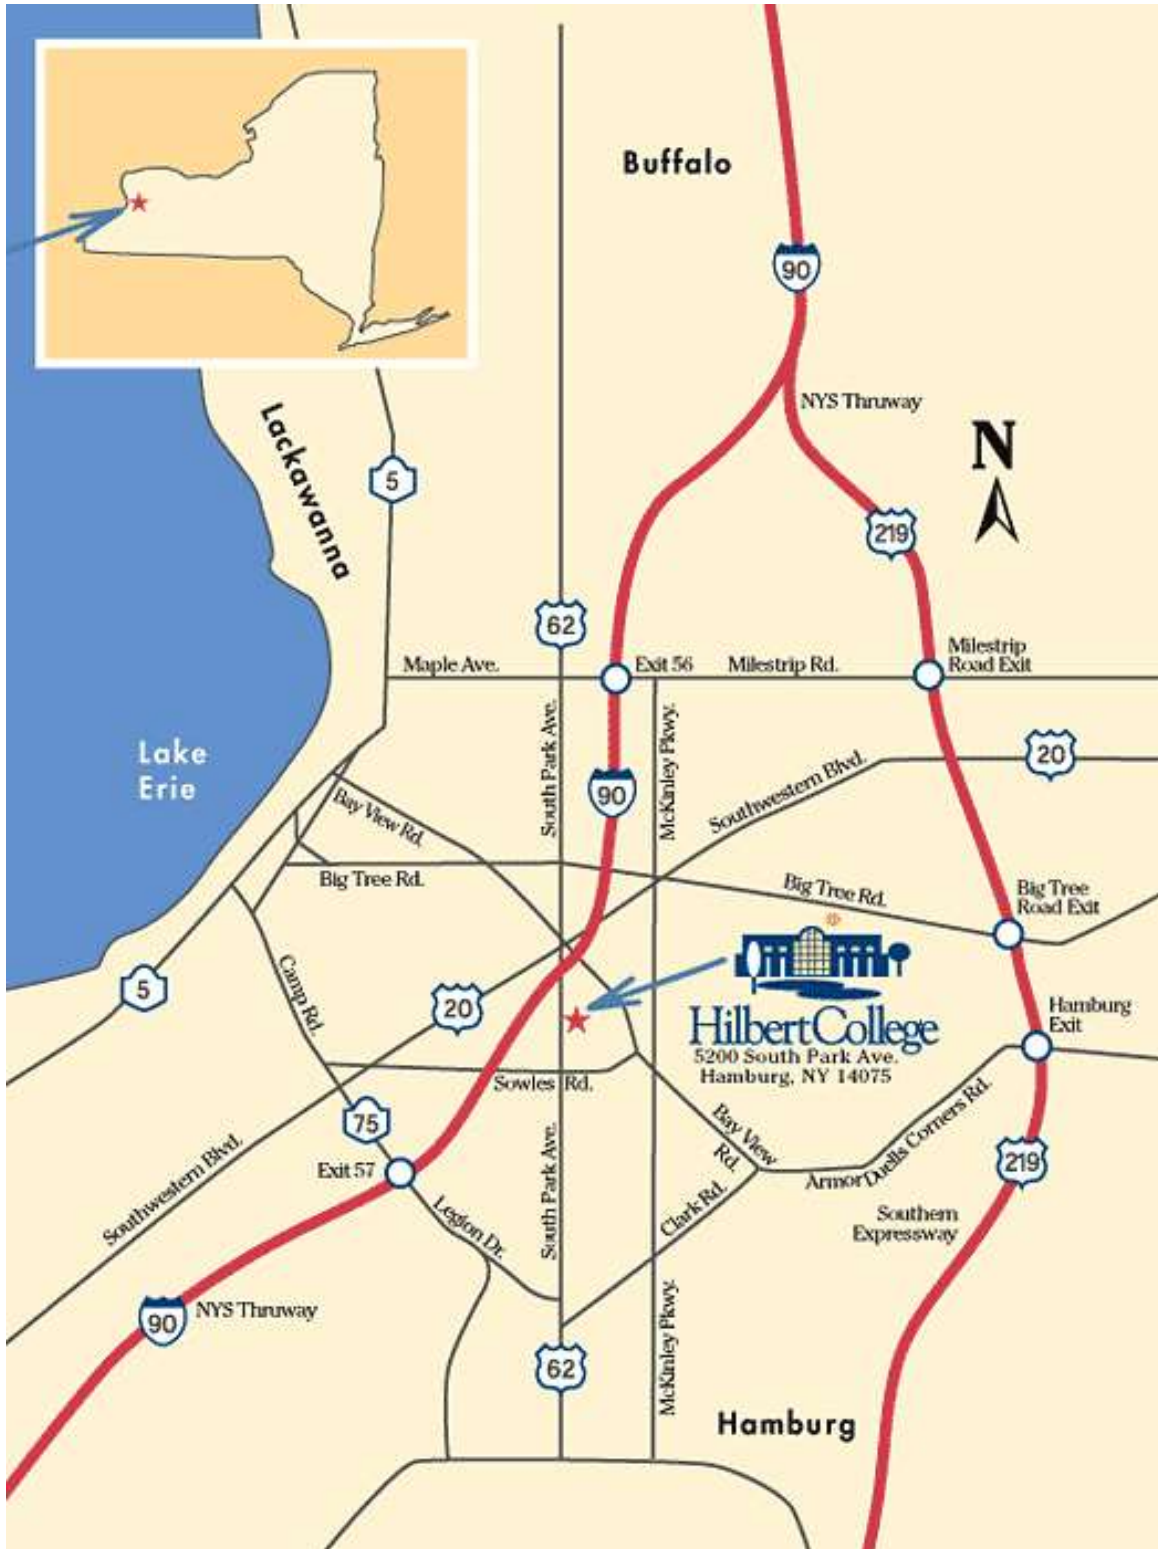 Buffalo
90
NYS Thruway
N
Lackawanna
5
219
62
Maple Ave.
Exit 56
Milestrip Rd.
Milestrip
Road Exit
South Park Ave.
McKinley Pkwy.
Lake
Erie
20
Southwestern Blvd.
90
Bay View Rd.
Big Tree Rd.
Big Tree Rd.
Big Tree
Road Exit
5
Camp Rd.
20
HilbertCollege
5200 South Park Ave.
Hamburg, NY 14075
Hamburg
Exit
Sowles Rd.
75
Bay View
Rd.
Armor Duells Corners Rd.
219
Southwestern Blvd.
Exit 57
Legion Dr.
South Park Ave.
Clark Rd.
Southern
Expressway
90
NYS Thruway
62
McKinley Pkwy.
Hamburg